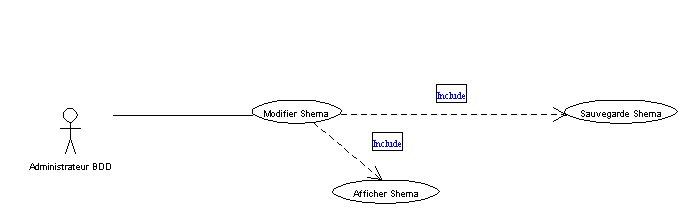 Include
Modifier Shema
Sauvegarde Shema
Include
Administrateur BDD
Afficher Shema